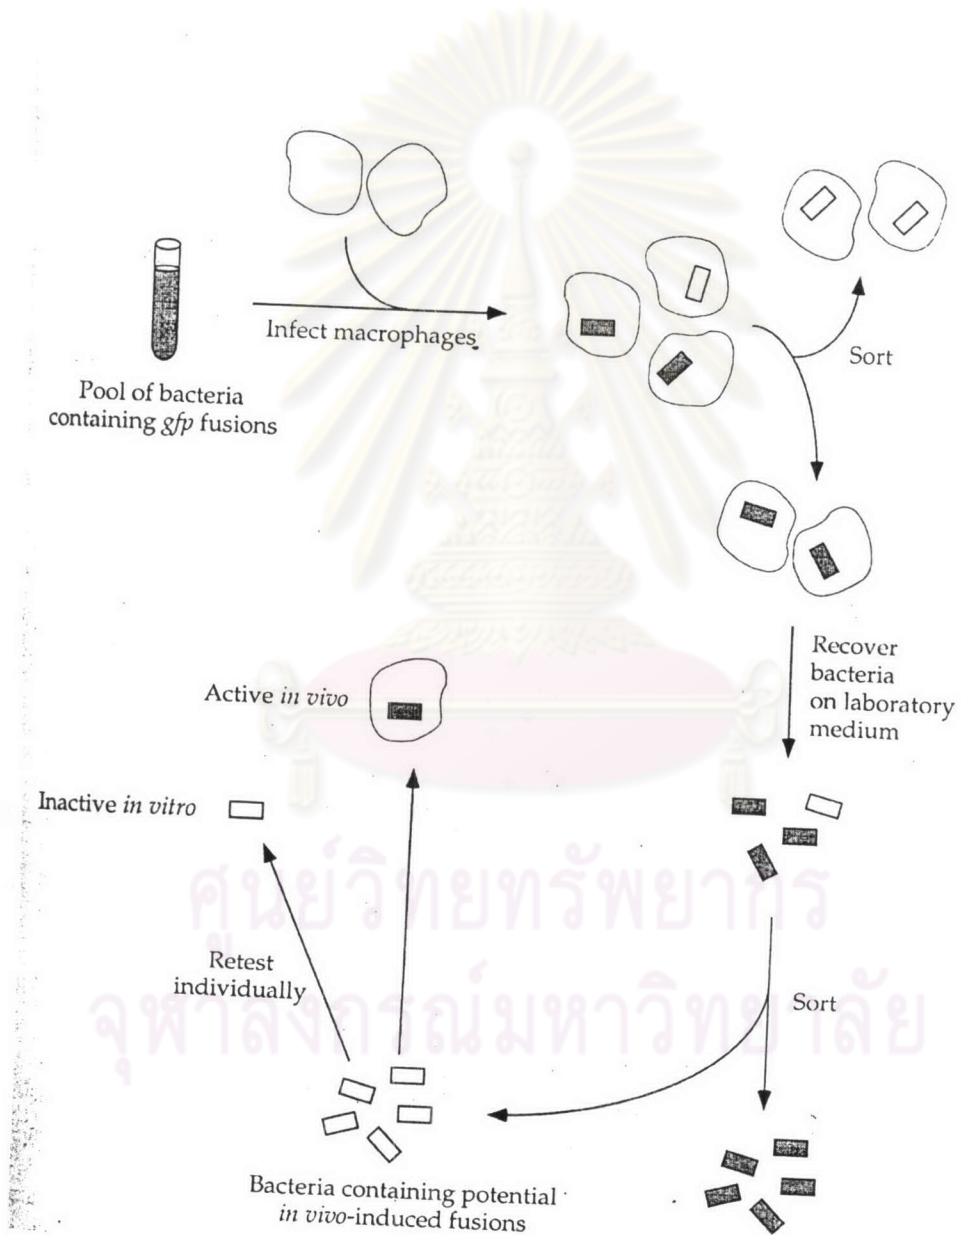 Infect macrophages
Sort
Pool of bacteria
containing gfp fusions
Recover
bacteria
on laboratory
medium
Active in vivo
Inactive in vitro
Retest
individually
Sort
Bacteria containing potential
in vivo-induced fusions
ศูนย์วิทยทรัพยากร
จุฬาลงกรณ์มหาวิทยาลัย